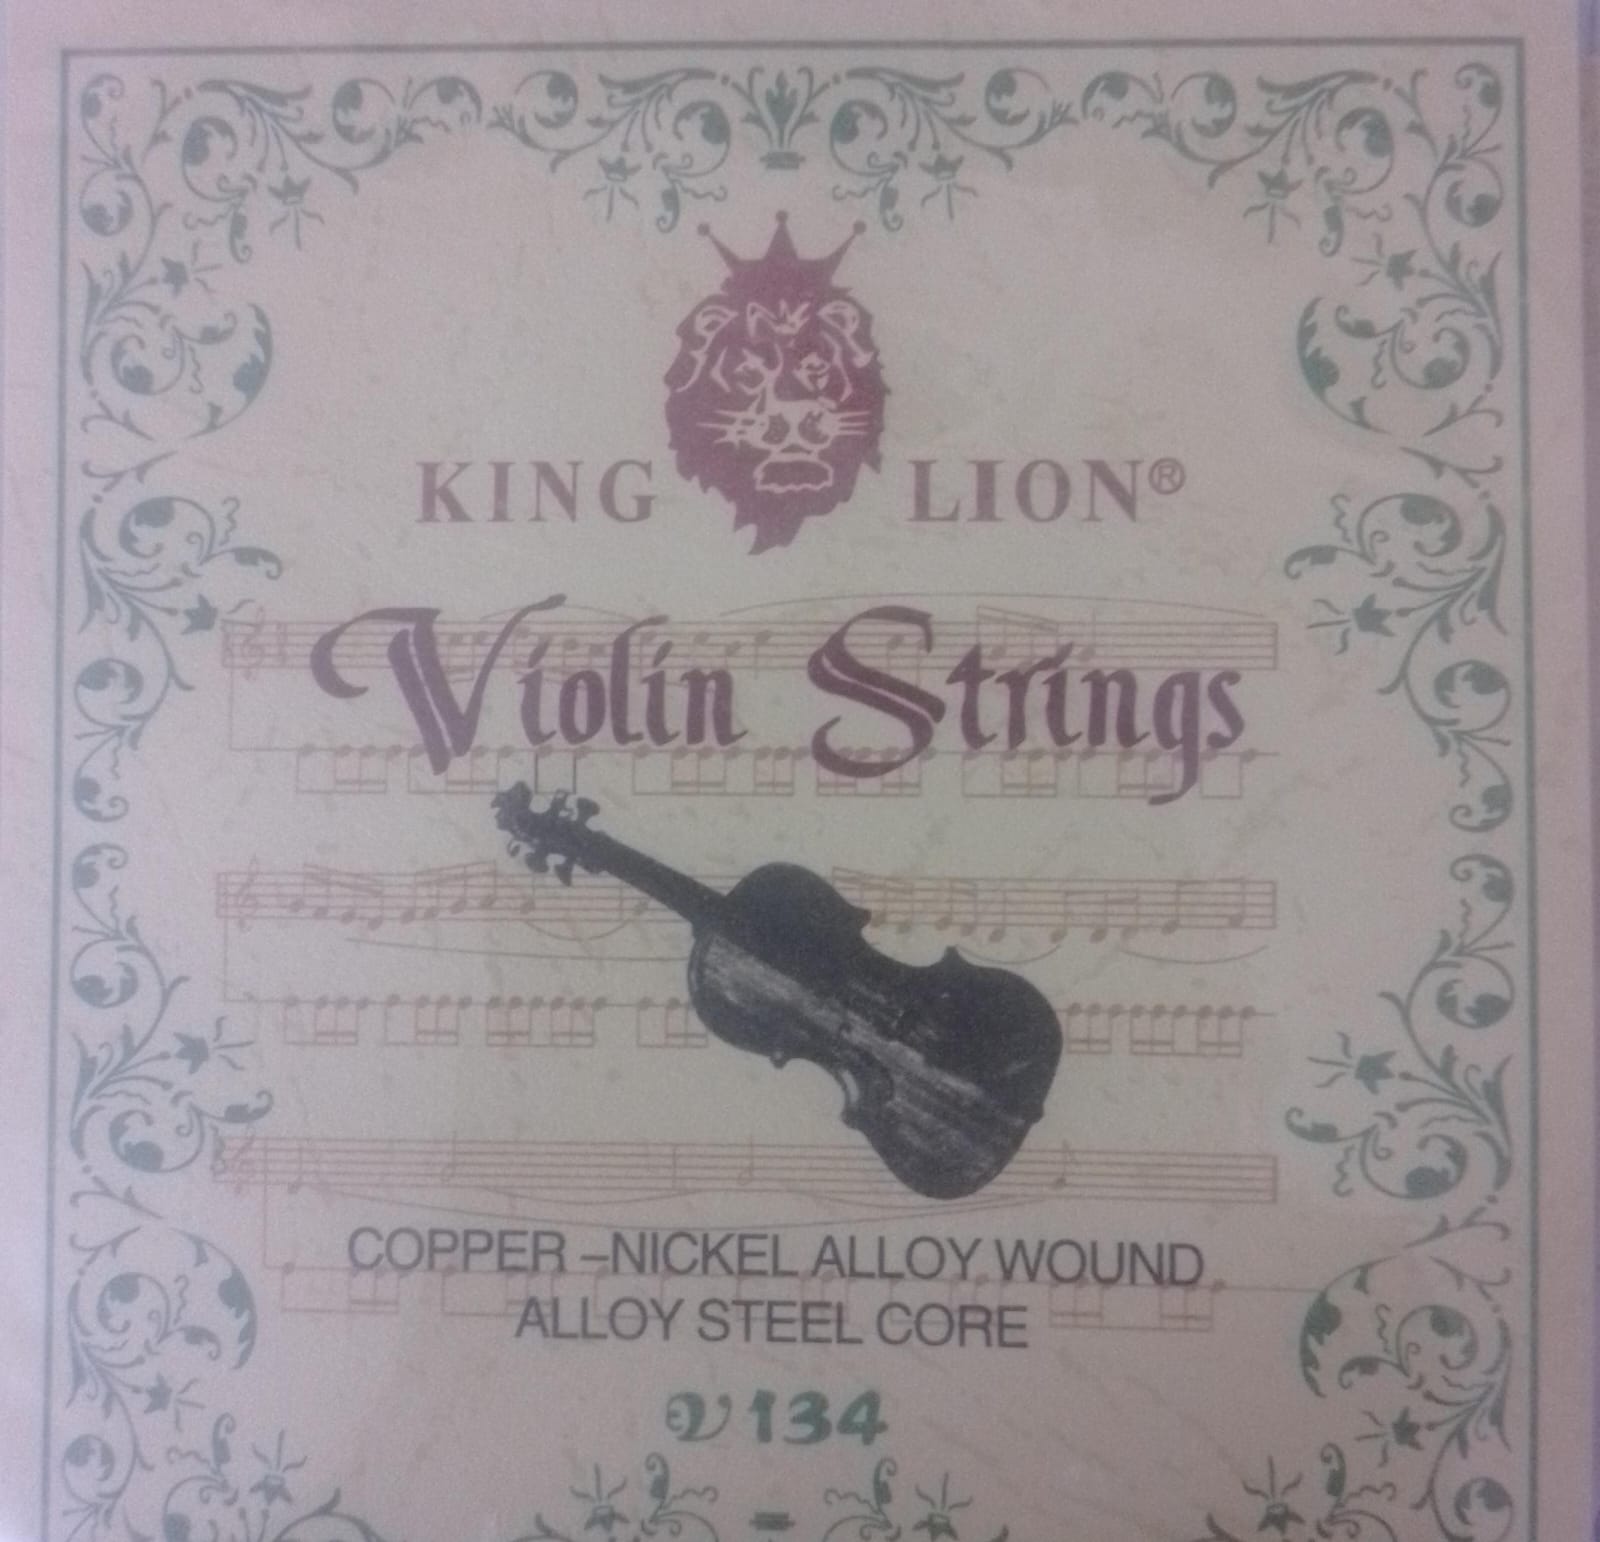 KING LION®
Violin Strings
COPPER –NICKEL ALLOY WOUND
ALLOY STEEL CORE
V134